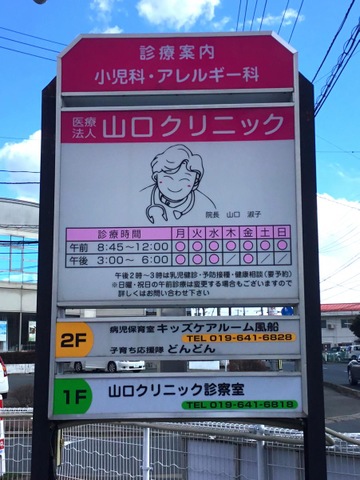 診療案内
小児科・アレルギー科
医療法人 山口クリニック
院長 山口 淑子
診療時間 月 火 水 木 金 土 日
午前 8:45～12:00 ○ ○ ○ ○ ○ ○ ○
午後 3:00～ 6:00 ○ ○ ○ ／ ○ ／ ／
午後2時～3時は乳児健診・予防接種・健康相談(要予約)
※日曜・祝日の午前診療は変更する場合もございますので
詳しくはお問い合わせ下さい
2F 病児保育室 キッズケアルーム風船
TEL 019-641-6828
子育ち応援隊 どんどん
1F 山口クリニック診察室
TEL 019-641-6618